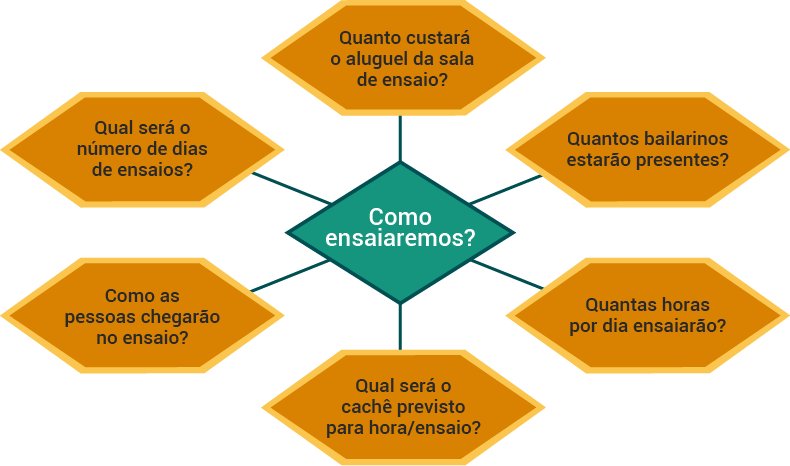 Quanto custará
o aluguel da sala
de ensaio?
Qual será o
número de dias
de ensaios?
Quantos bailarinos
estarão presentes?
Como
ensaiaremos?
Como as
pessoas chegarão
no ensaio?
Quantas horas
por dia ensaiarão?
Qual será o
cachê previsto
para hora/ensaio?